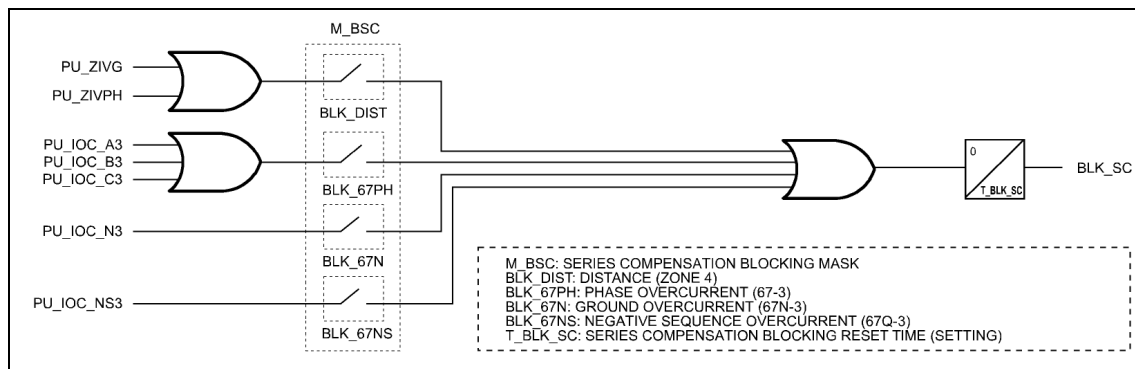 M_BSC
PU_ZIVG
PU_ZIVPH
BLK_DIST
PU_IOC_A3
PU_IOC_B3
PU_IOC_C3
BLK_67PH
PU_IOC_N3
BLK_67N
PU_IOC_NS3
BLK_67NS
0
T_BLK_SC
BLK_SC
M_BSC: SERIES COMPENSATION BLOCKING MASK
BLK_DIST: DISTANCE (ZONE 4)
BLK_67PH: PHASE OVERCURRENT (67-3)
BLK_67N: GROUND OVERCURRENT (67N-3)
BLK_67NS: NEGATIVE SEQUENCE OVERCURRENT (67Q-3)
T_BLK_SC: SERIES COMPENSATION BLOCKING RESET TIME (SETTING)